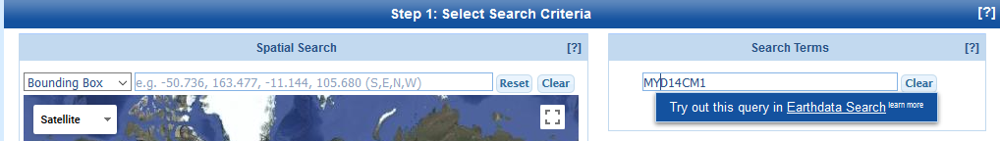 Step 1: Select Search Criteria [?]
Spatial Search [?]
Search Terms [?]
Bounding Box e.g. -50.736, 163.477, -11.144, 105.680 (S,E,N,W) Reset Clear
MYD14CM1 Clear
Try out this query in Earthdata Search learn more
Satellite